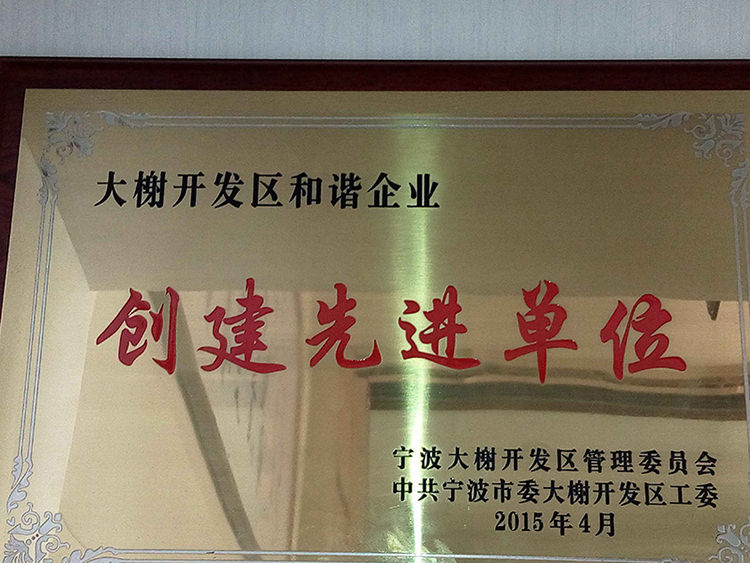 大榭开发区和谐企业
创建先进单位
宁波大榭开发区管理委员会
中共宁波市委大榭开发区工委
2015年4月